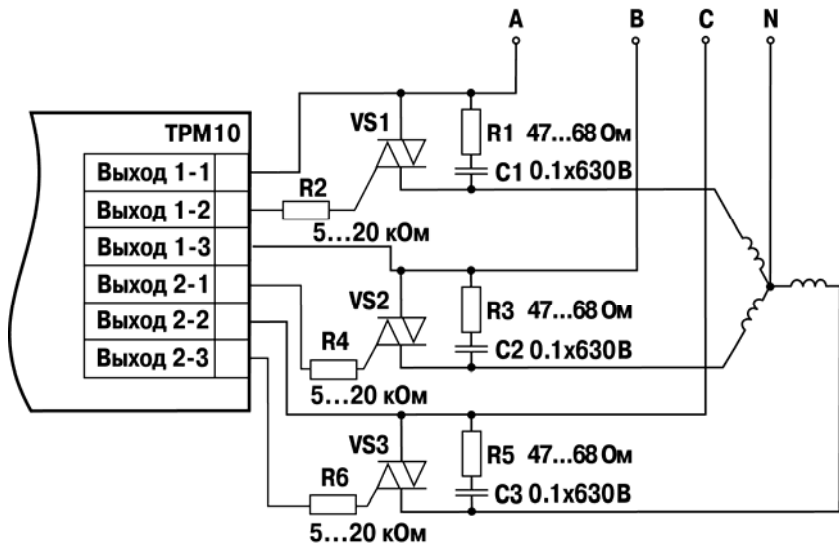 A
B
C
N
ТРМ10
Выход 1-1
Выход 1-2
Выход 1-3
Выход 2-1
Выход 2-2
Выход 2-3
VS1
R1 47...68 Ом
C1 0.1x630В
R2
5...20 кОм
VS2
R3 47...68 Ом
C2 0.1x630В
R4
5...20 кОм
VS3
R5 47...68 Ом
C3 0.1x630В
R6
5...20 кОм